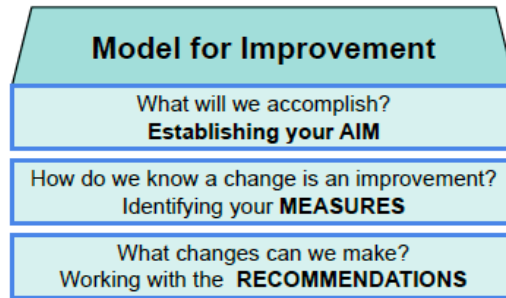 Model for Improvement
What will we accomplish?
Establishing your AIM
How do we know a change is an improvement?
Identifying your MEASURES
What changes can we make?
Working with the RECOMMENDATIONS